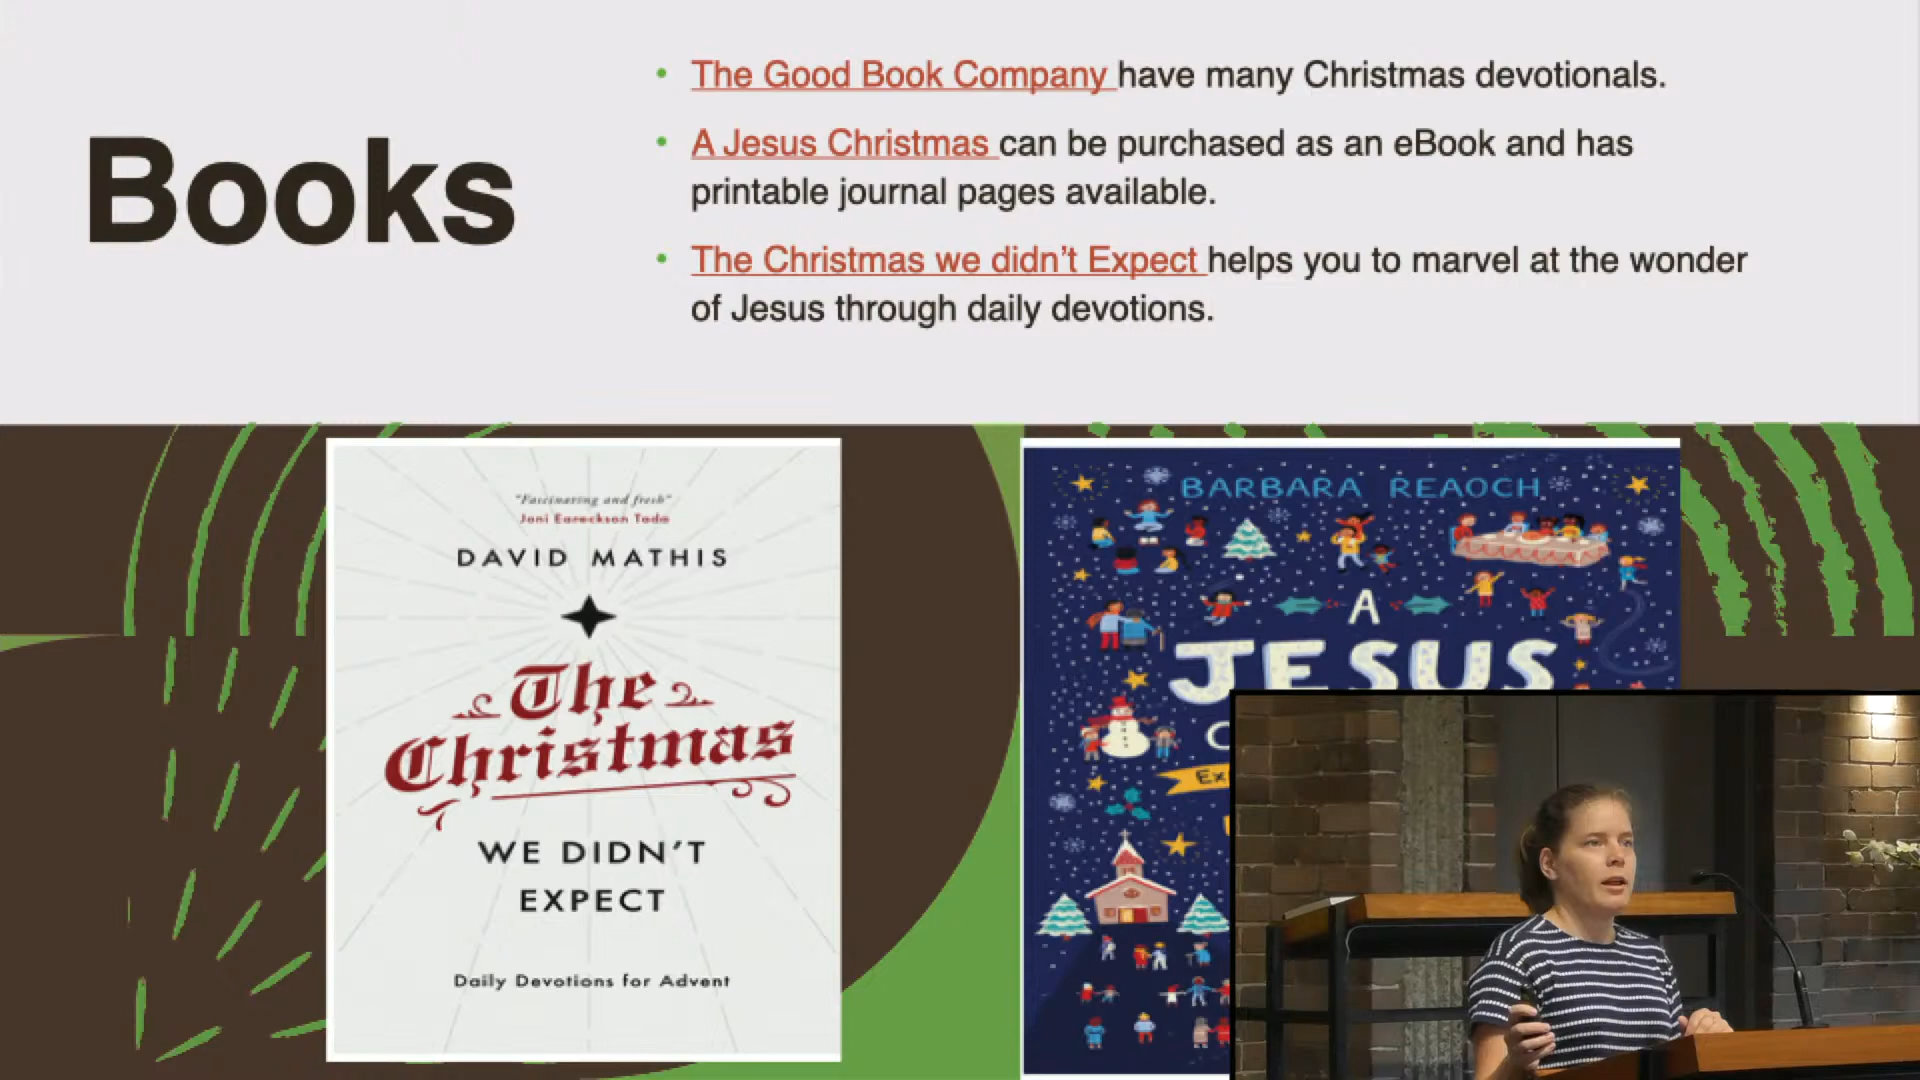 Books
• The Good Book Company have many Christmas devotionals.
• A Jesus Christmas can be purchased as an eBook and has
printable journal pages available.
• The Christmas we didn't Expect helps you to marvel at the wonder
of Jesus through daily devotions.
"Fascinating and fresh"
Joni Eareckson Tada
DAVID MATHIS
The
Christmas
WE DIDN'T
EXPECT
Daily Devotions for Advent
BARBARA REAOCH
A
JESUS